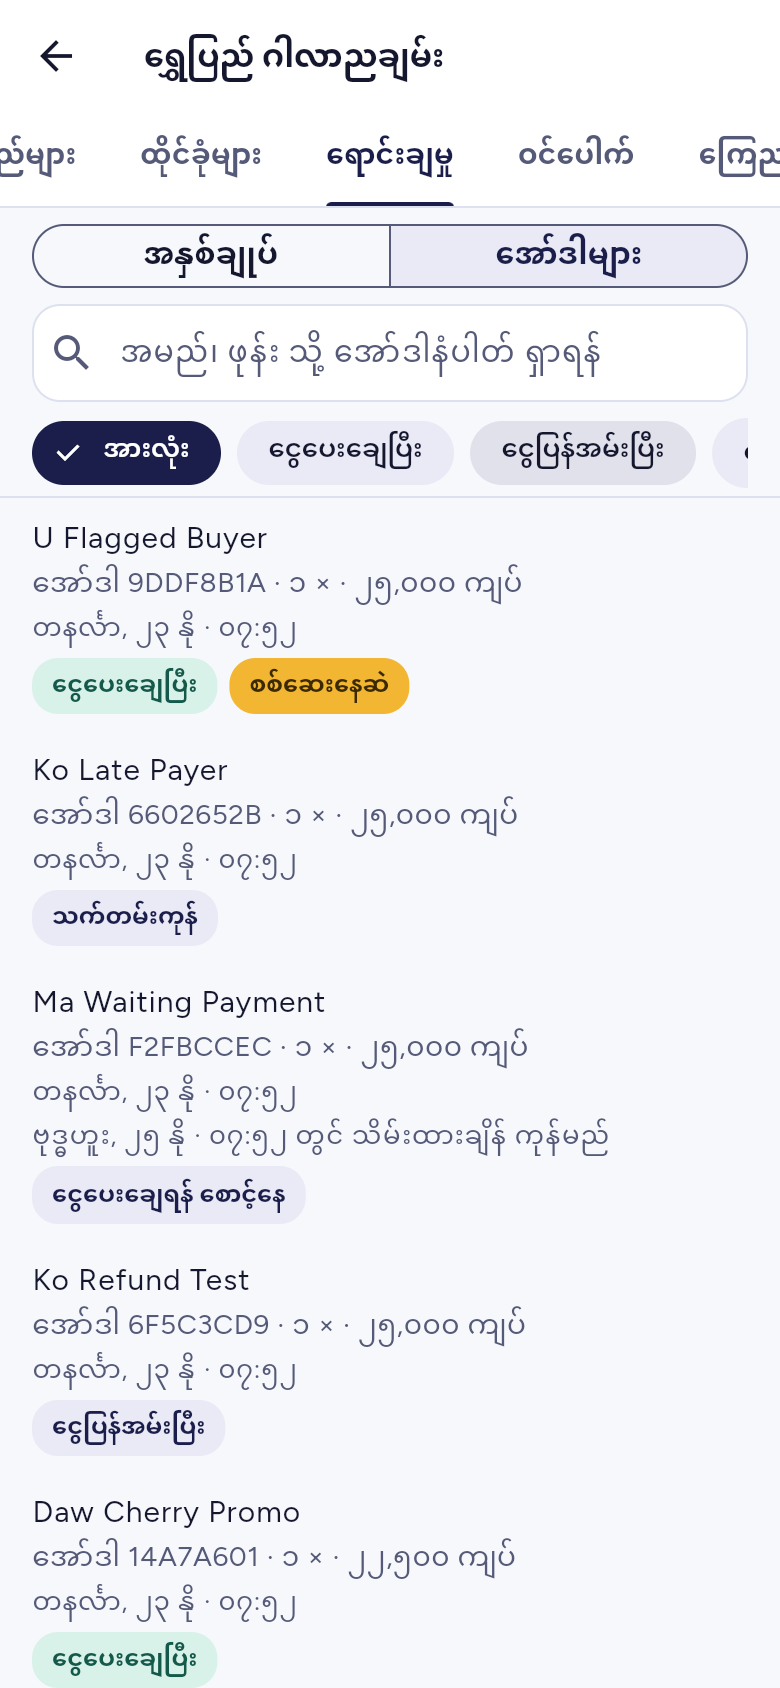 ရွှေပြည် ဂါလာညချမ်း
ည်များ ထိုင်ခုံများ ရောင်းချမှု ဝင်ပေါက် ကြေည
အနှစ်ချုပ် အော်ဒါများ
အမည်၊ ဖုန်း သို့ အော်ဒါနံပါတ် ရှာရန်
အားလုံး ငွေပေးချေပြီး ငွေပြန်အမ်းပြီး
U Flagged Buyer
အော်ဒါ 9DDF8B1A · ၁ × · ၂၅,၀၀၀ ကျပ်
တနင်္လာ, ၂၃ နို · ၀၇:၅၂
ငွေပေးချေပြီး စစ်ဆေးနေဆဲ
Ko Late Payer
အော်ဒါ 6602652B · ၁ × · ၂၅,၀၀၀ ကျပ်
တနင်္လာ, ၂၃ နို · ၀၇:၅၂
သက်တမ်းကုန်
Ma Waiting Payment
အော်ဒါ F2FBCCEC · ၁ × · ၂၅,၀၀၀ ကျပ်
တနင်္လာ, ၂၃ နို · ၀၇:၅၂
ဗုဒ္ဓဟူး, ၂၅ နို · ၀၇:၅၂ တွင် သိမ်းထားချိန် ကုန်မည်
ငွေပေးချေရန် စောင့်နေ
Ko Refund Test
အော်ဒါ 6F5C3CD9 · ၁ × · ၂၅,၀၀၀ ကျပ်
တနင်္လာ, ၂၃ နို · ၀၇:၅၂
ငွေပြန်အမ်းပြီး
Daw Cherry Promo
အော်ဒါ 14A7A601 · ၁ × · ၂၂,၅၀၀ ကျပ်
တနင်္လာ, ၂၃ နို · ၀၇:၅၂
ငွေပေးချေပြီး